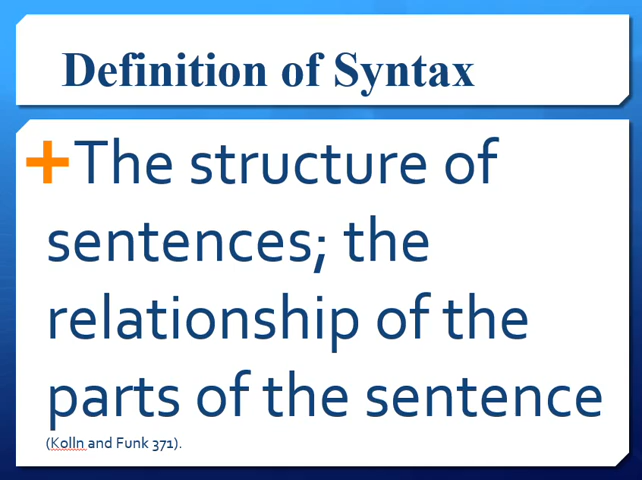 Definition of Syntax
+The structure of
sentences; the
relationship of the
parts of the sentence
(Kolln and Funk 371).